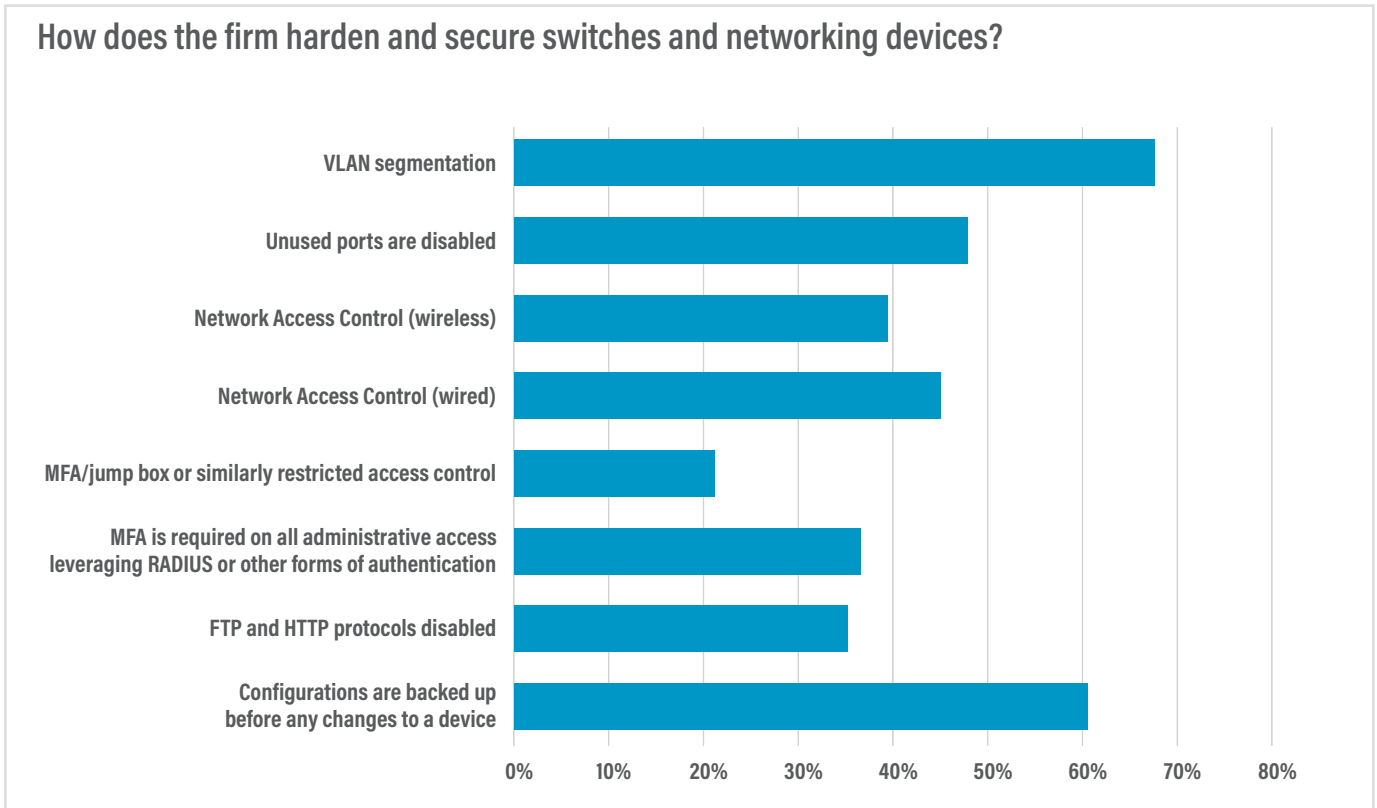 How does the firm harden and secure switches and networking devices?
VLAN segmentation
Unused ports are disabled
Network Access Control (wireless)
Network Access Control (wired)
MFA/jump box or similarly restricted access control
MFA is required on all administrative access
leveraging RADIUS or other forms of authentication
FTP and HTTP protocols disabled
Configurations are backed up
before any changes to a device
0% 10% 20% 30% 40% 50% 60% 70% 80%